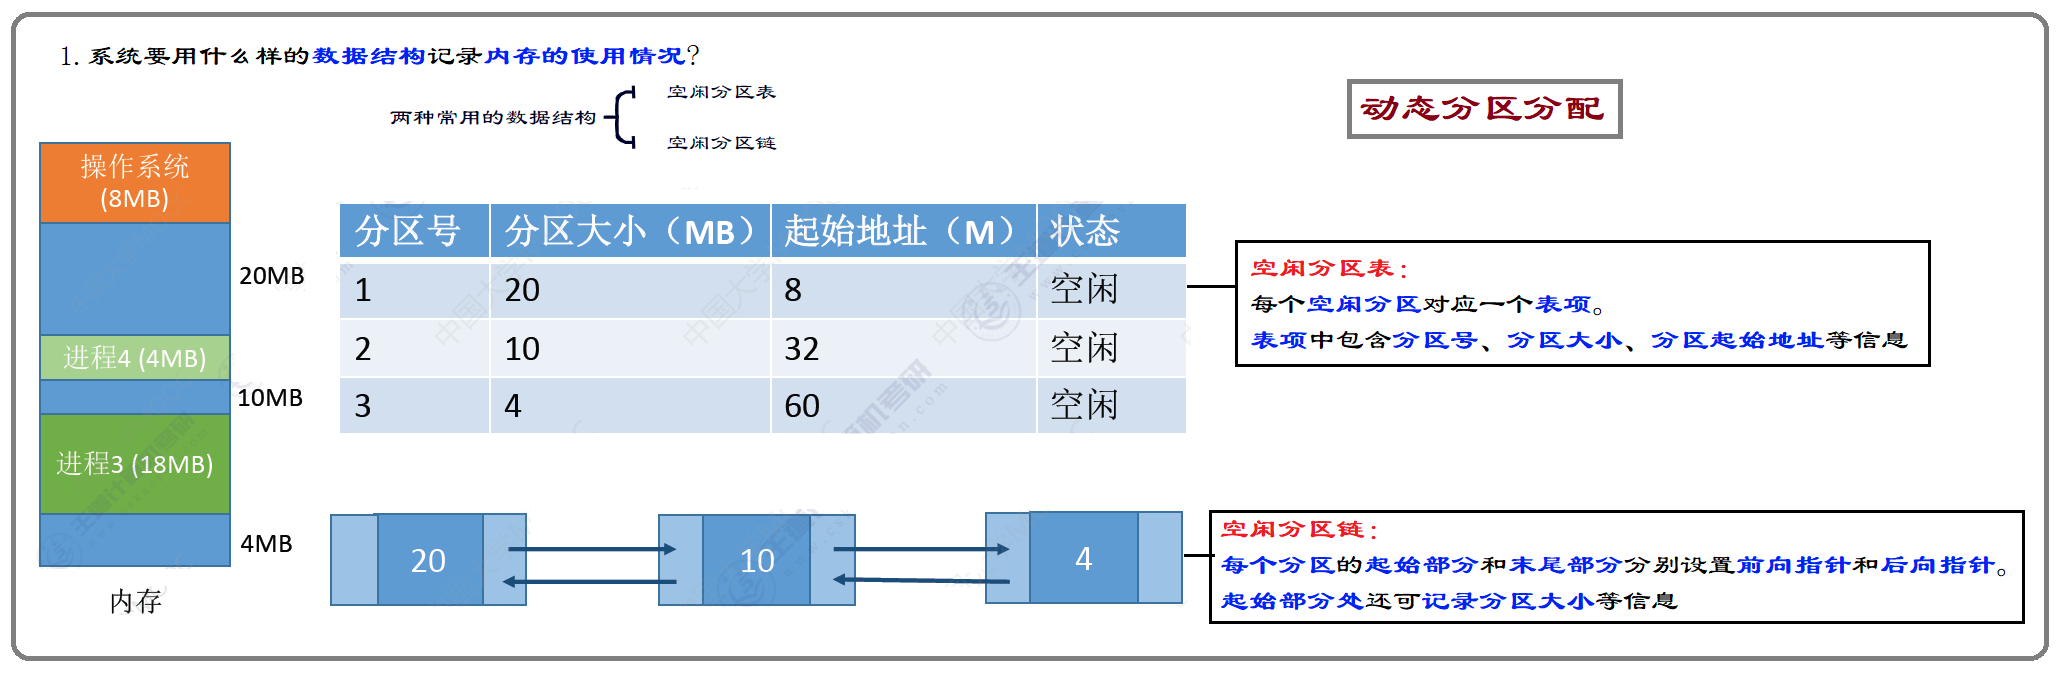 1. 系统要用什么样的数据结构记录内存的使用情况?
两种常用的数据结构
空闲分区表
空闲分区链
动态分区分配
操作系统
(8MB)
20MB
进程4 (4MB)
10MB
进程3 (18MB)
4MB
内存
分区号 分区大小（MB） 起始地址（M） 状态
1 20 8 空闲
2 10 32 空闲
3 4 60 空闲
空闲分区表：
每个空闲分区对应一个表项。
表项中包含分区号、分区大小、分区起始地址等信息
20 10 4
空闲分区链：
每个分区的起始部分和末尾部分分别设置前向指针和后向指针。
起始部分处还可记录分区大小等信息